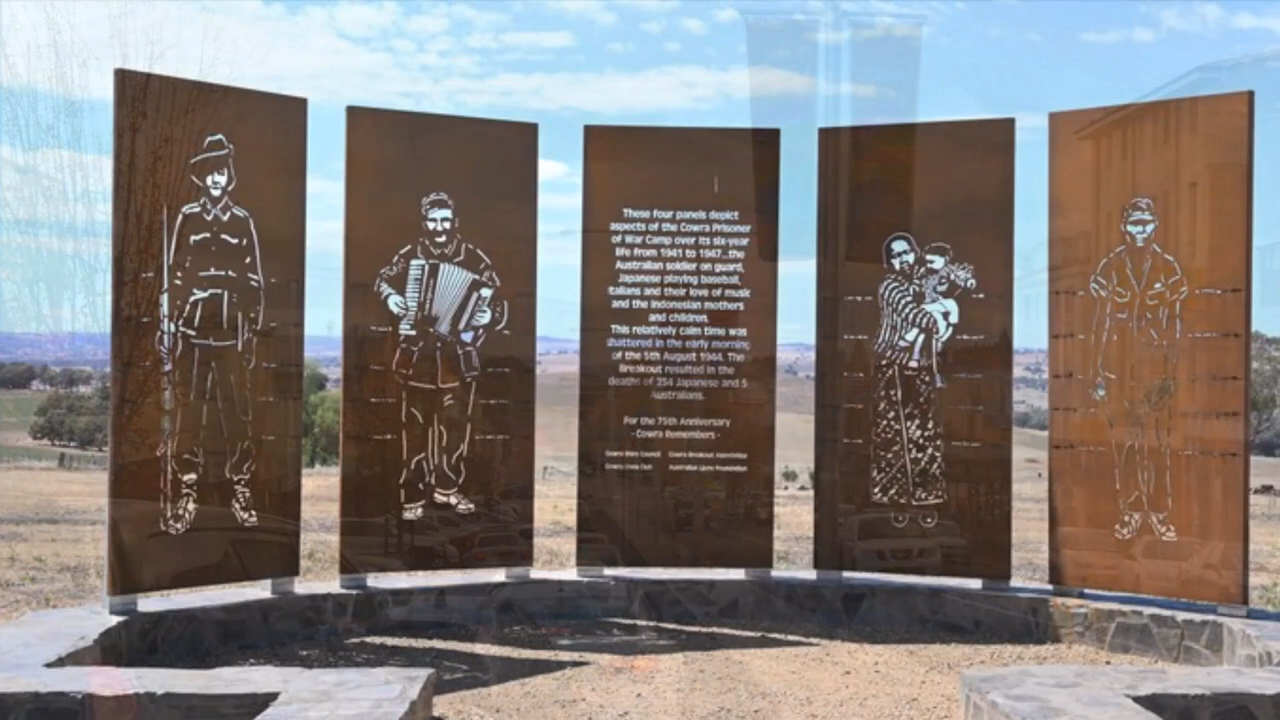 These four panels depict
aspects of the Cowra Prisoner
of War Camp over its six-year
life from 1941 to 1947...the
Australian soldier on guard,
Japanese playing baseball,
Italians and their love of music
and the Indonesian mothers
and children.
This relatively calm time was
shattered in the early morning
of the 5th August 1944. The
Breakout resulted in the
deaths of 234 Japanese and 5
Australians.
For the 75th Anniversary
- Cowra Remembers -
Cowra Shire Council Cowra Breakout Association
Cowra Lions Club Australian Lions Foundation